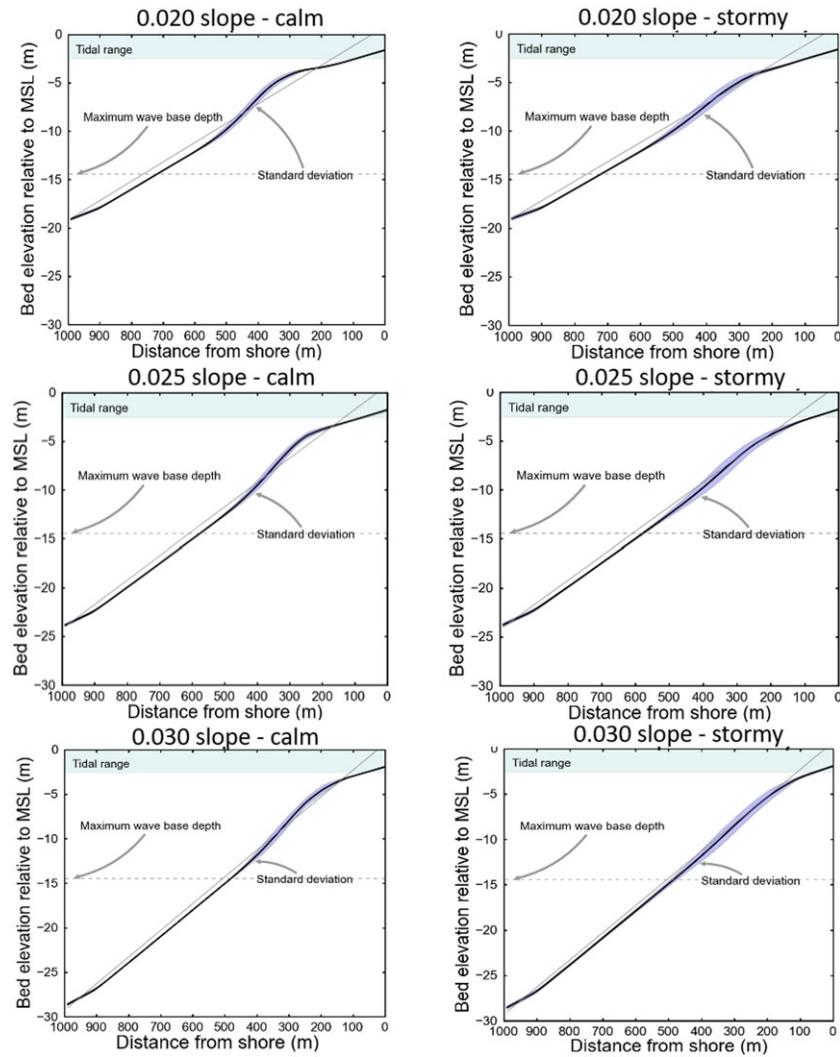 0.020 slope - calm
Bed elevation relative to MSL (m)
0
−5
−10
−15
−20
−25
−30
Tidal range
Maximum wave base depth
Standard deviation
1000 900 800 700 600 500 400 300 200 100 0
Distance from shore (m)
0.020 slope - stormy
Bed elevation relative to MSL (m)
−5
−10
−15
−20
−25
−30
Tidal range
Maximum wave base depth
Standard deviation
1000 900 800 700 600 500 400 300 200 100 0
Distance from shore (m)
0.025 slope - calm
Bed elevation relative to MSL (m)
0
−5
−10
−15
−20
−25
−30
Tidal range
Maximum wave base depth
Standard deviation
1000 900 800 700 600 500 400 300 200 100 0
Distance from shore (m)
0.025 slope - stormy
Bed elevation relative to MSL (m)
−5
−10
−15
−20
−25
−30
Tidal range
Maximum wave base depth
Standard deviation
1000 900 800 700 600 500 400 300 200 100 0
Distance from shore (m)
0.030 slope - calm
Bed elevation relative to MSL (m)
0
−5
−10
−15
−20
−25
−30
Tidal range
Maximum wave base depth
Standard deviation
1000 900 800 700 600 500 400 300 200 100 0
Distance from shore (m)
0.030 slope - stormy
Bed elevation relative to MSL (m)
−5
−10
−15
−20
−25
−30
Tidal range
Maximum wave base depth
Standard deviation
1000 900 800 700 600 500 400 300 200 100 0
Distance from shore (m)